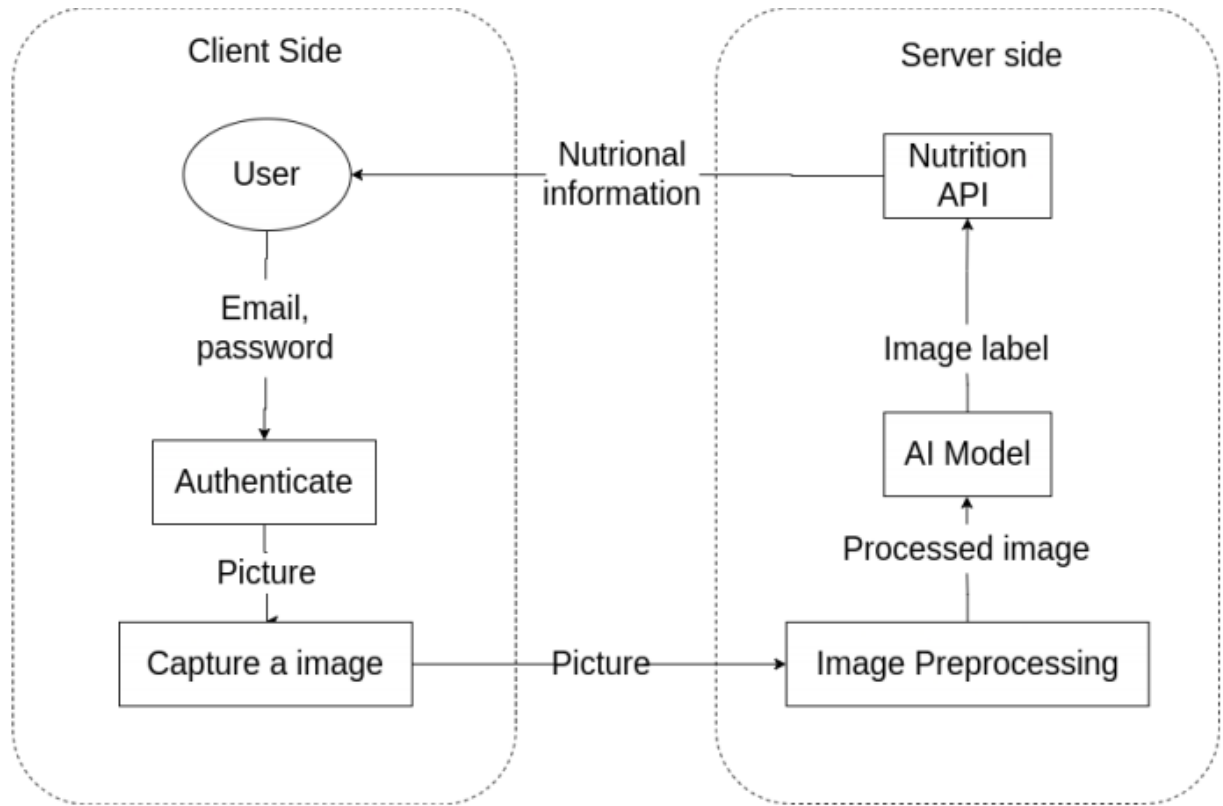 Client Side
Server side
User
Nutrional
information
Nutrition
API
Email,
password
Image label
Authenticate
AI Model
Picture
Processed image
Capture a image
Picture
Image Preprocessing